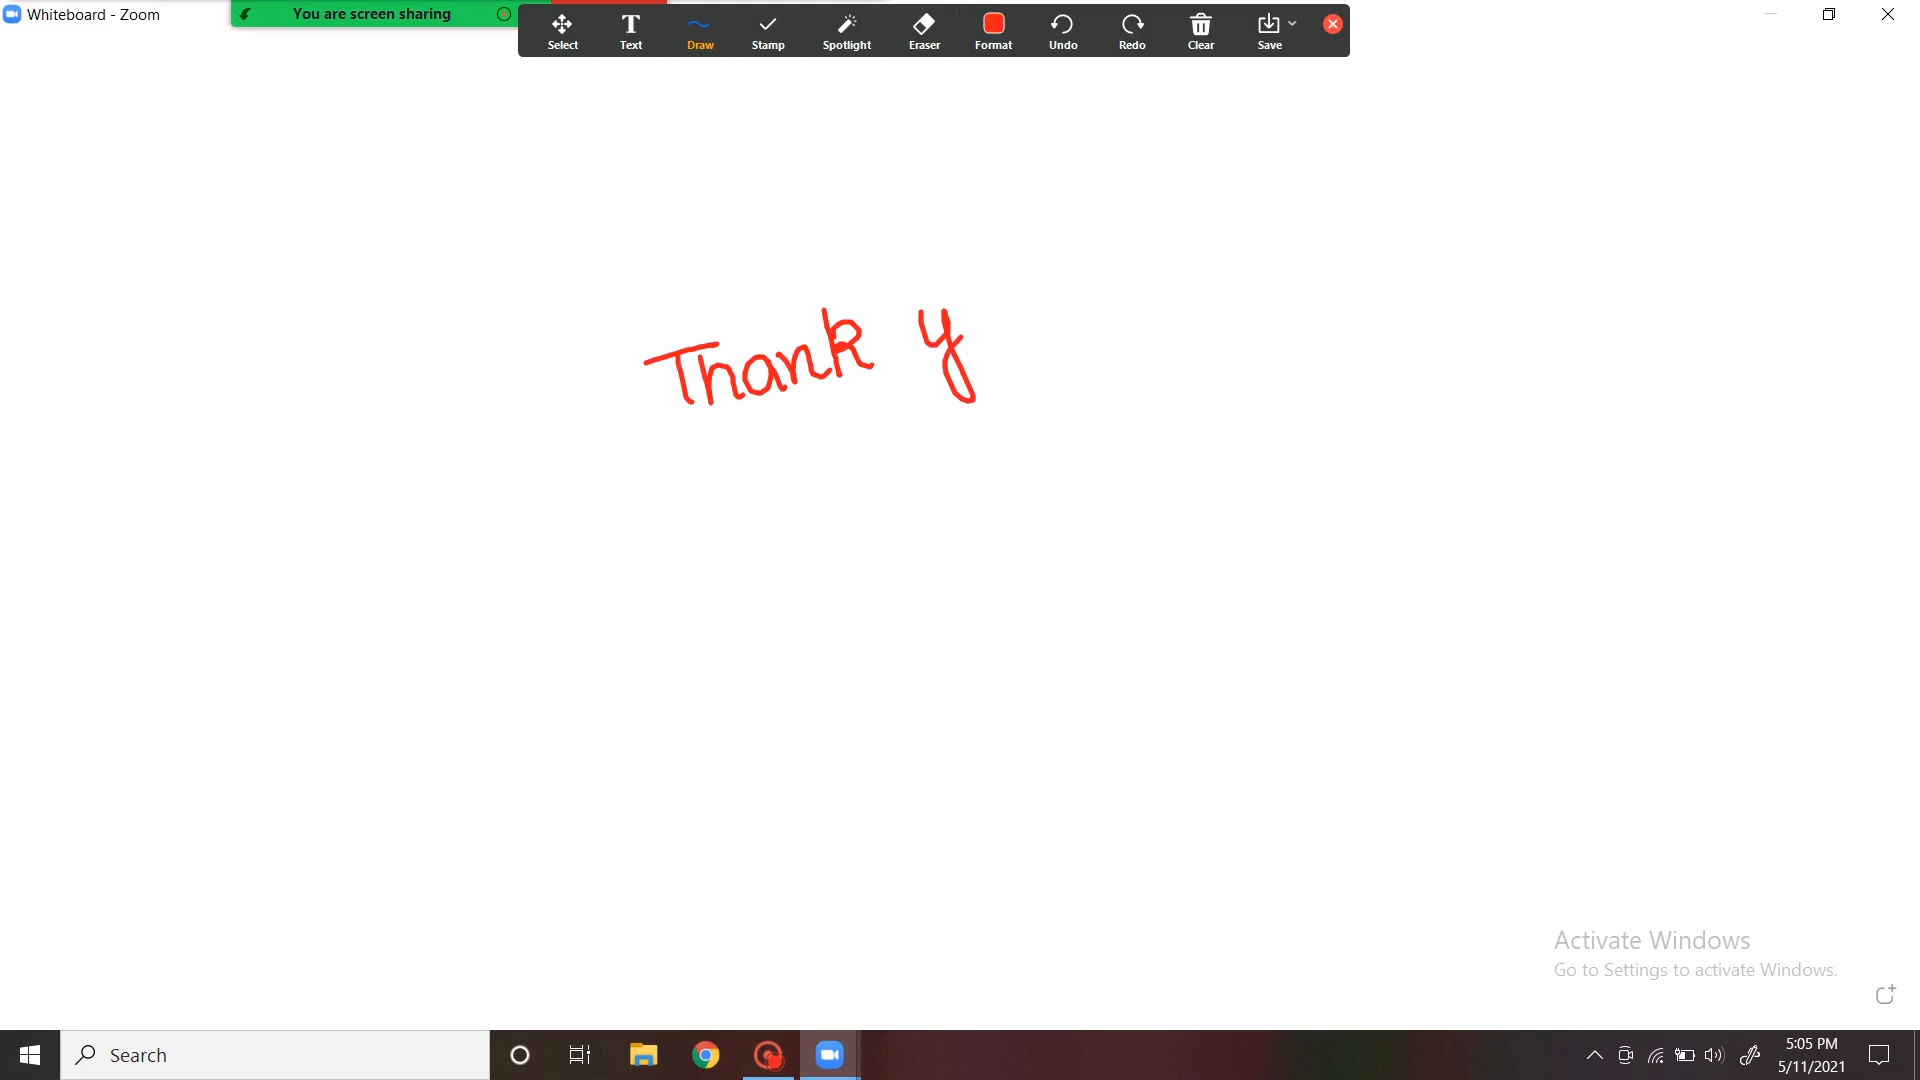 Whiteboard - Zoom
You are screen sharing
Select Text Draw Stamp Spotlight Eraser Format Undo Redo Clear Save
Thank y
Activate Windows
Go to Settings to activate Windows.
Search
5:05 PM
5/11/2021